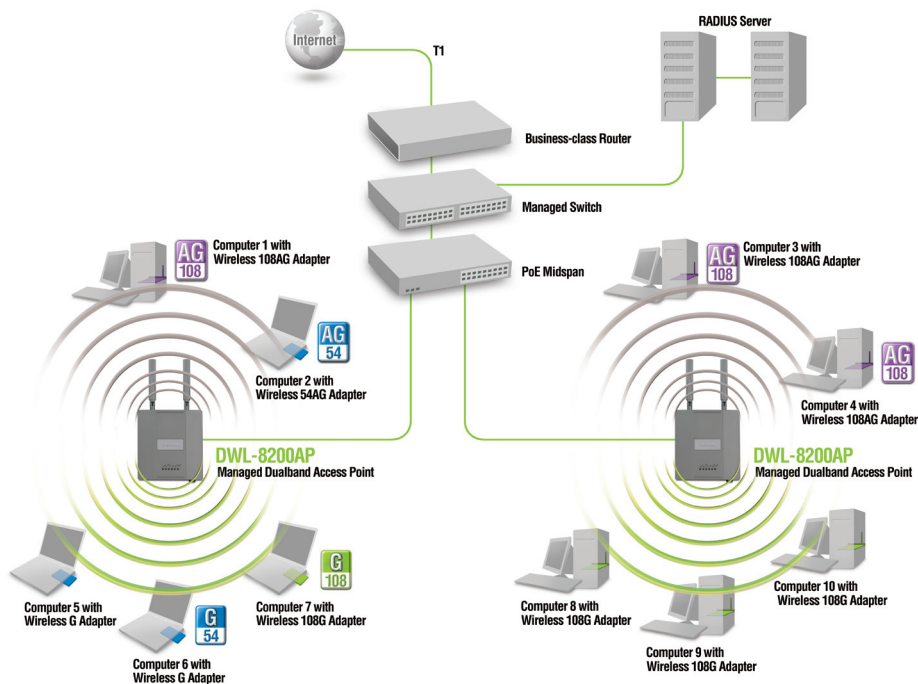 RADIUS Server
Internet
T1
Business-class Router
Managed Switch
PoE Midspan
Computer 1 with
Wireless 108AG Adapter
AG
108
Computer 2 with
Wireless 54AG Adapter
AG
54
Computer 3 with
Wireless 108AG Adapter
AG
108
Computer 4 with
Wireless 108AG Adapter
AG
108
DWL-8200AP
Managed Dualband Access Point
DWL-8200AP
Managed Dualband Access Point
Computer 5 with
Wireless G Adapter
Computer 6 with
Wireless G Adapter
G
54
Computer 7 with
Wireless 108G Adapter
G
108
Computer 8 with
Wireless 108G Adapter
Computer 9 with
Wireless 108G Adapter
Computer 10 with
Wireless 108G Adapter